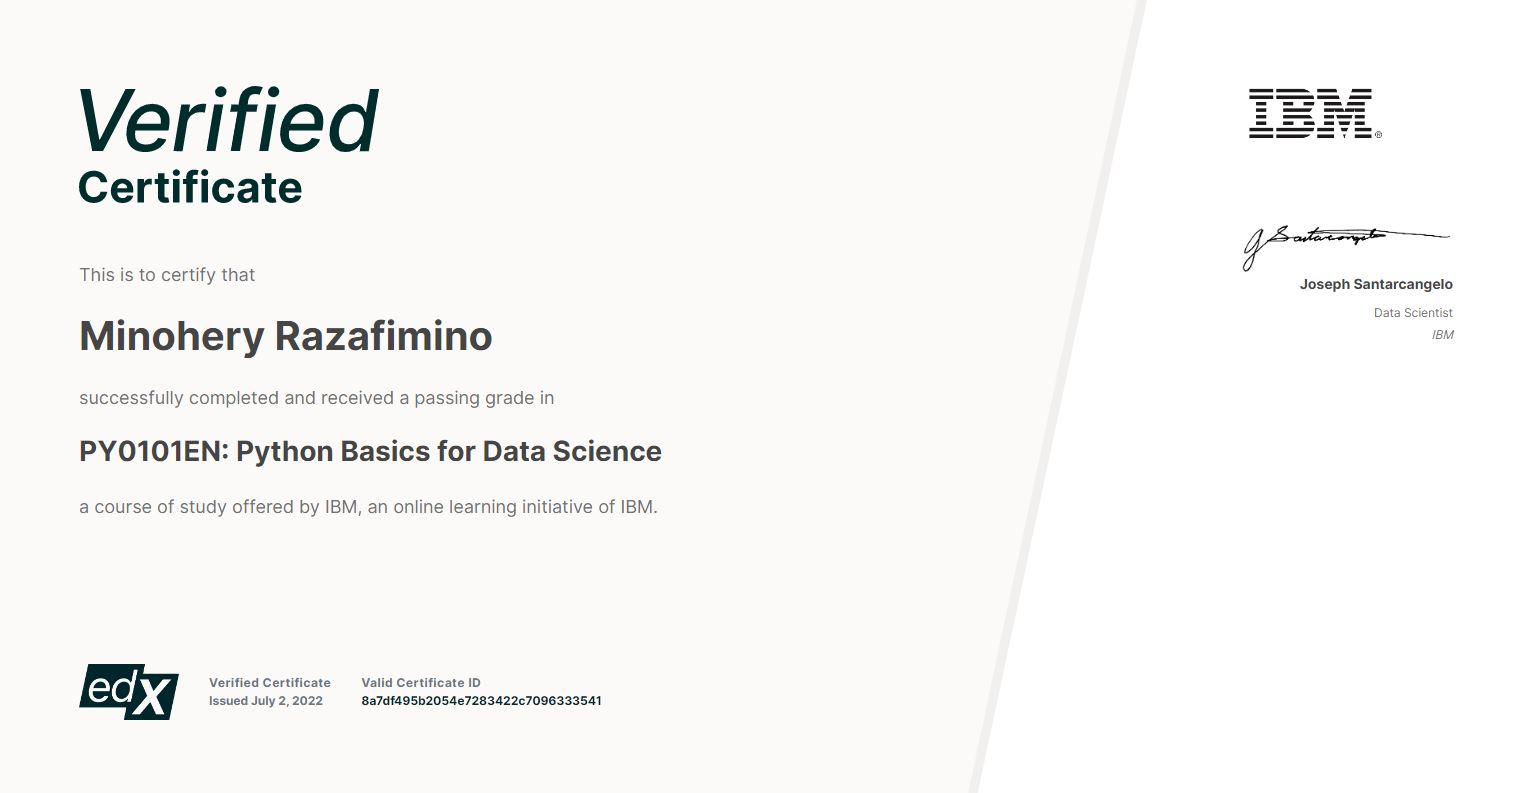 Verified
Certificate
This is to certify that
Minohery Razafimino
successfully completed and received a passing grade in
PY0101EN: Python Basics for Data Science
a course of study offered by IBM, an online learning initiative of IBM.
edX
Verified Certificate
Issued July 2, 2022
Valid Certificate ID
8a7df495b2054e7283422c7096333541
IBM®
J Santarcangelo
Joseph Santarcangelo
Data Scientist
IBM